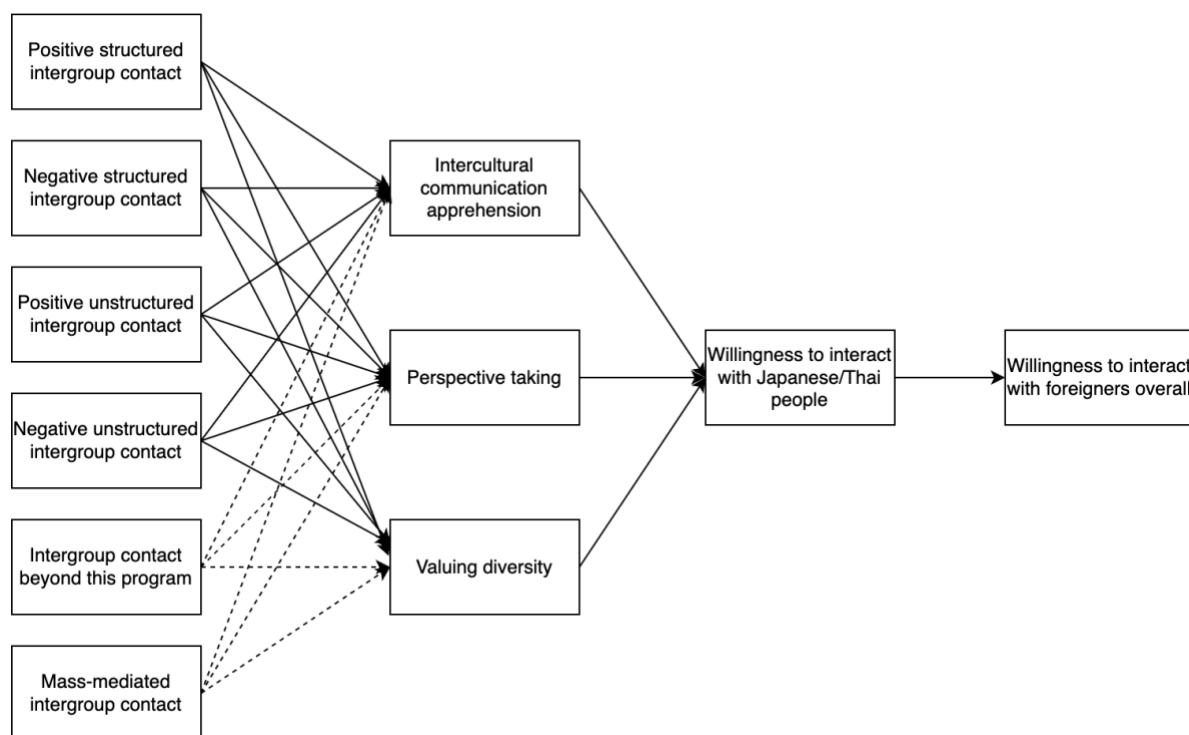 Positive structured
intergroup contact
Negative structured
intergroup contact
Positive unstructured
intergroup contact
Negative unstructured
intergroup contact
Intergroup contact
beyond this program
Mass-mediated
intergroup contact
Intercultural
communication
apprehension
Perspective taking
Valuing diversity
Willingness to interact
with Japanese/Thai
people
Willingness to interact
with foreigners overall